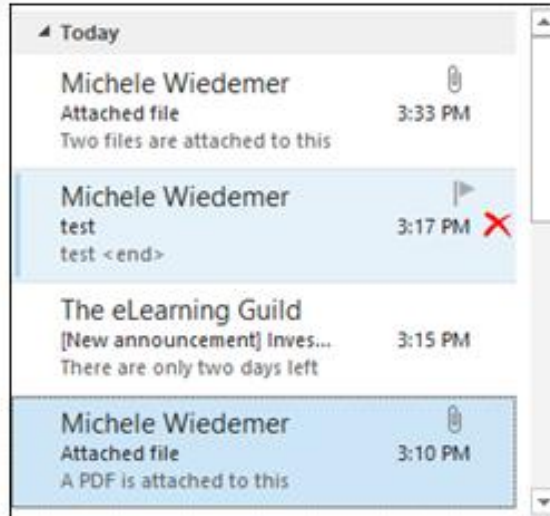 Today
Michele Wiedemer
Attached file 3:33 PM
Two files are attached to this
Michele Wiedemer
test 3:17 PM
test <end>
The eLearning Guild
[New announcement] Inves... 3:15 PM
There are only two days left
Michele Wiedemer
Attached file 3:10 PM
A PDF is attached to this